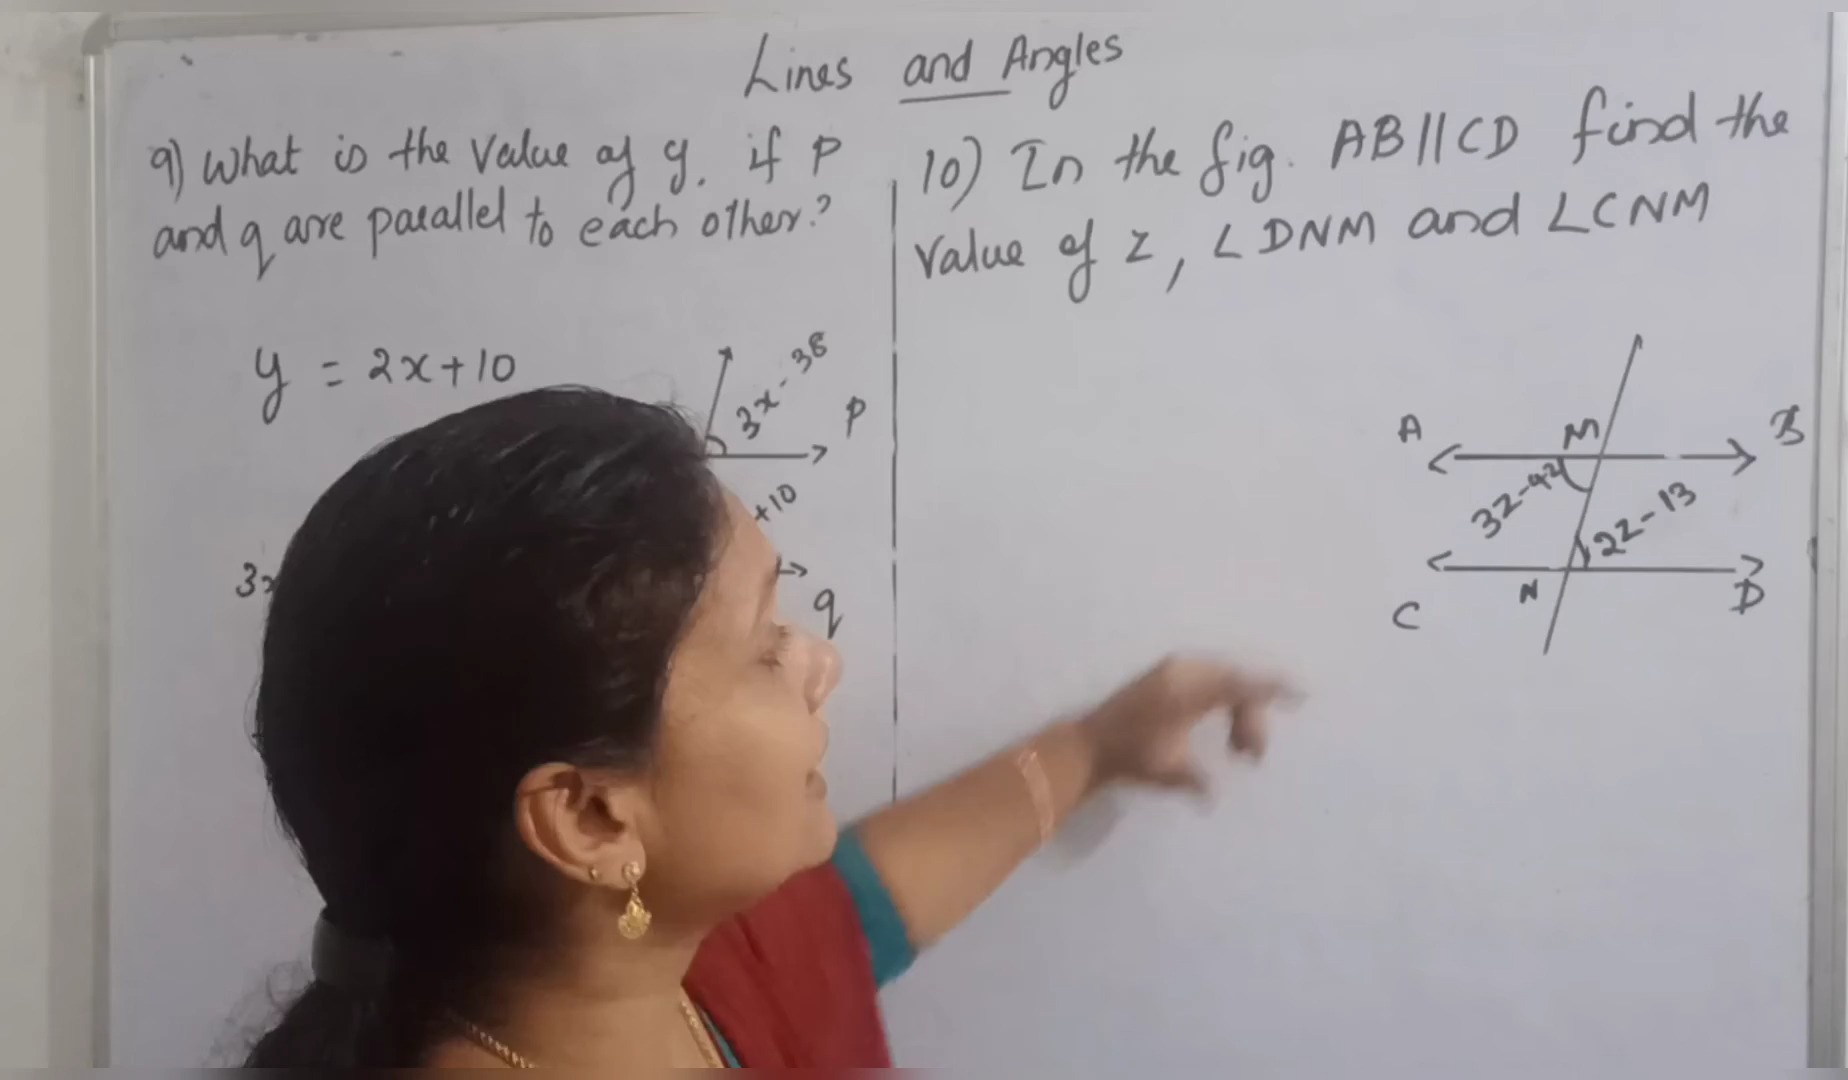 Lines and Angles
9) What is the value of y. if P
and q are parallel to each other?
y = 2x+10
3x-38
P
+10
q
10) In the fig. AB||CD find the
value of z, ∠DNM and ∠CNM
A
M
B
3z-42
2z-13
N
C
D